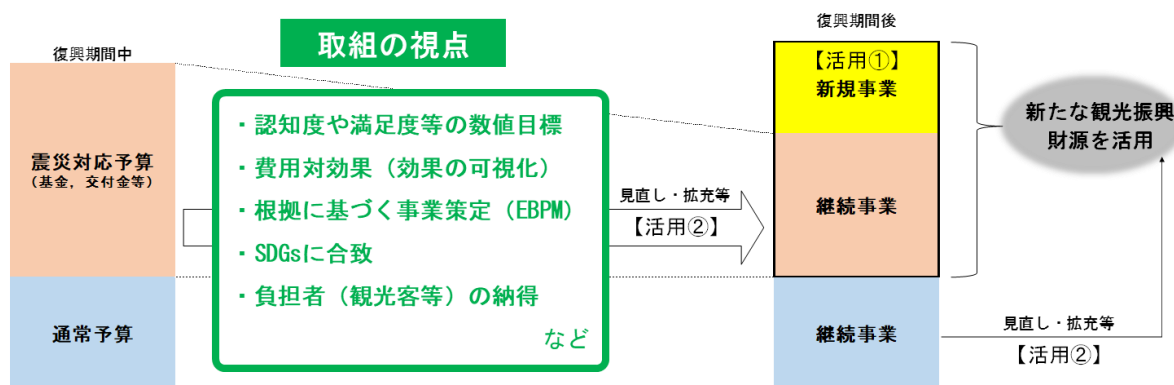 取組の視点
復興期間中
震災対応予算
(基金, 交付金等)
通常予算
・認知度や満足度等の数値目標
・費用対効果（効果の可視化）
・根拠に基づく事業策定（EBPM）
・SDGsに合致
・負担者（観光客等）の納得
など
見直し・拡充等
【活用②】
復興期間後
【活用①】
新規事業
継続事業
継続事業
新たな観光振興
財源を活用
見直し・拡充等
【活用②】